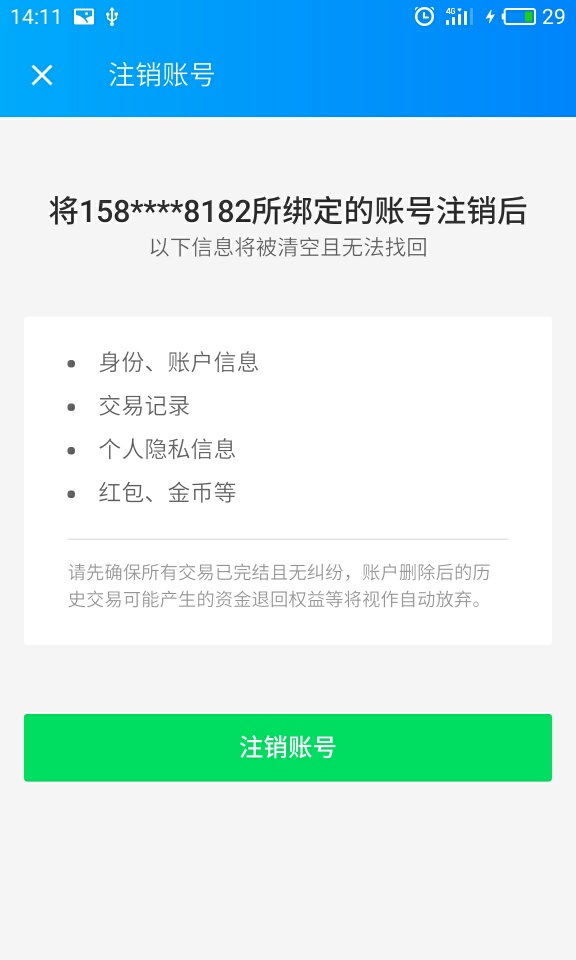 14:11
4G
29
注销账号
将158****8182所绑定的账号注销后
以下信息将被清空且无法找回
身份、账户信息
交易记录
个人隐私信息
红包、金币等
请先确保所有交易已完结且无纠纷，账户删除后的历
史交易可能产生的资金退回权益等将视作自动放弃。
注销账号